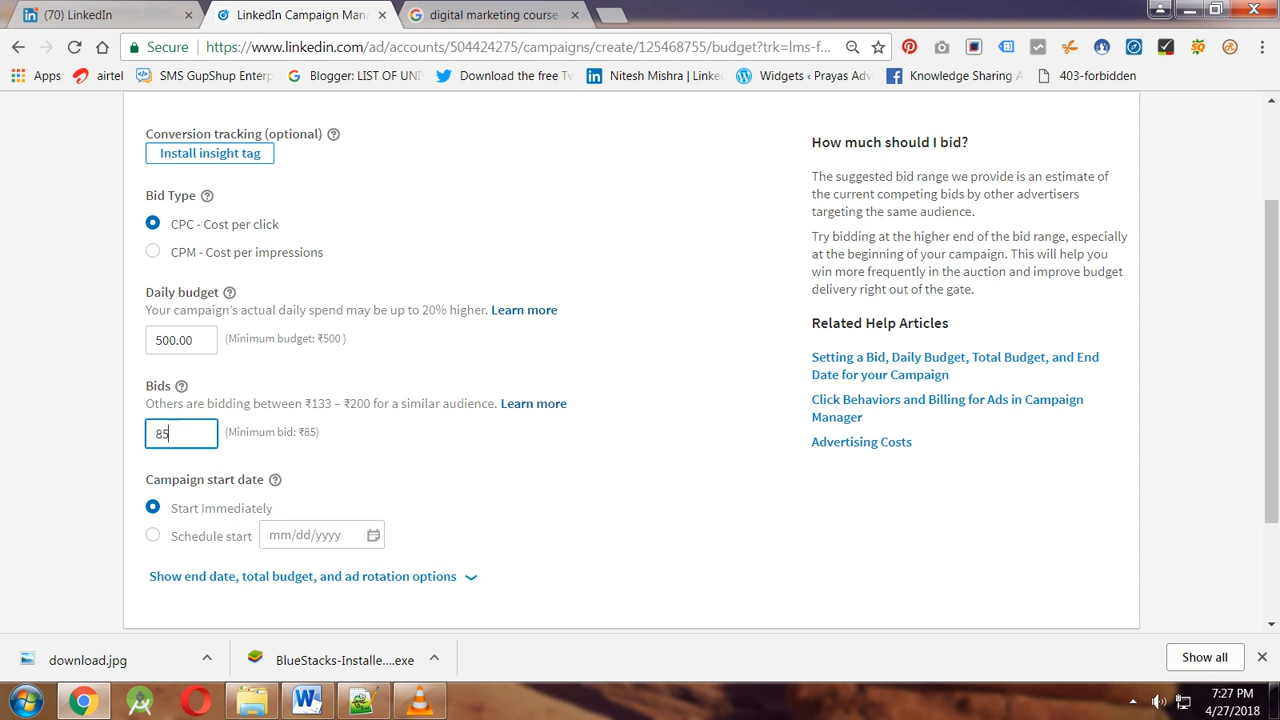 (70) LinkedIn
LinkedIn Campaign Man
digital marketing course
Secure
https://www.linkedin.com/ad/accounts/504424275/campaigns/create/125468755/budget?trk=lms-f...
Apps
airtel
SMS GupShup Enterp
Blogger: LIST OF UNI
Download the free Tw
Nitesh Mishra | Linke
Widgets ‹ Prayas Adv
Knowledge Sharing A
403-forbidden
Conversion tracking (optional)
Install insight tag
Bid Type
CPC - Cost per click
CPM - Cost per impressions
Daily budget
Your campaign's actual daily spend may be up to 20% higher. Learn more
500.00 (Minimum budget: ₹500 )
Bids
Others are bidding between ₹133 – ₹200 for a similar audience. Learn more
85 (Minimum bid: ₹85)
Campaign start date
Start Immediately
Schedule start mm/dd/yyyy
Show end date, total budget, and ad rotation options
How much should I bid?
The suggested bid range we provide is an estimate of
the current competing bids by other advertisers
targeting the same audience.
Try bidding at the higher end of the bid range, especially
at the beginning of your campaign. This will help you
win more frequently in the auction and improve budget
delivery right out of the gate.
Related Help Articles
Setting a Bid, Daily Budget, Total Budget, and End
Date for your Campaign
Click Behaviors and Billing for Ads in Campaign
Manager
Advertising Costs
download.jpg
BlueStacks-Installe....exe
Show all
7:27 PM
4/27/2018